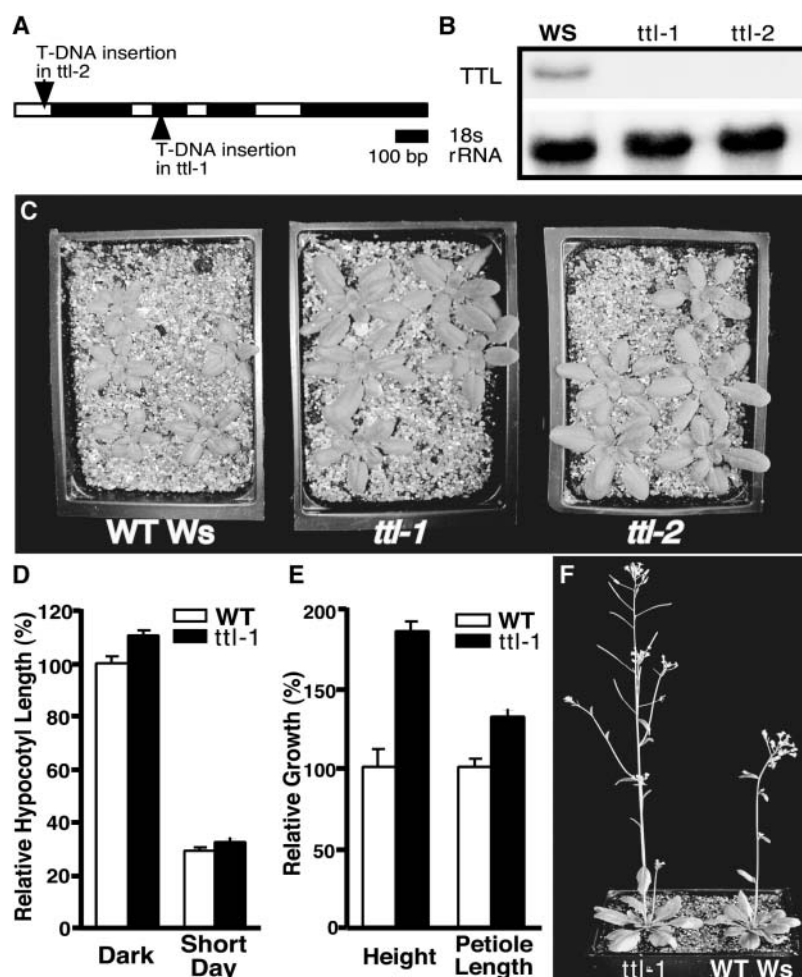 A
T-DNA insertion
in ttl-2
T-DNA insertion
in ttl-1
100 bp
B
WS ttl-1 ttl-2
TTL
18s
rRNA
C
WT Ws ttl-1 ttl-2
D
Relative Hypocotyl Length (%)
120
100
80
60
40
20
0
WT
ttl-1
Dark
Short
Day
E
Relative Growth (%)
200
150
100
50
0
WT
ttl-1
Height
Petiole
Length
F
ttl-1 WT Ws